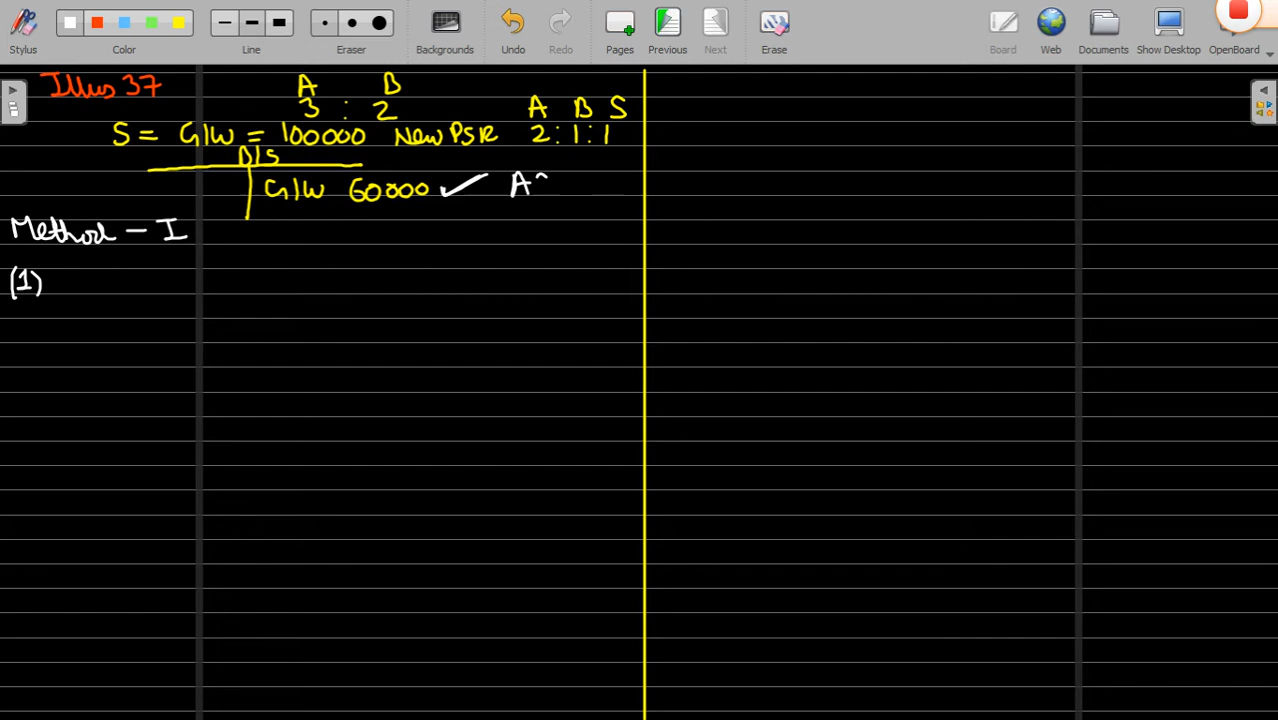 Stylus Color Line Eraser Backgrounds Undo Redo Pages Previous Next Erase Board Web Documents Show Desktop OpenBoard
Illus 37 A B
3 : 2 A B S
S = G/W = 100000 New PSR 2:1:1
B/S
G/W 60000 ✓ A
Method - I
(1)